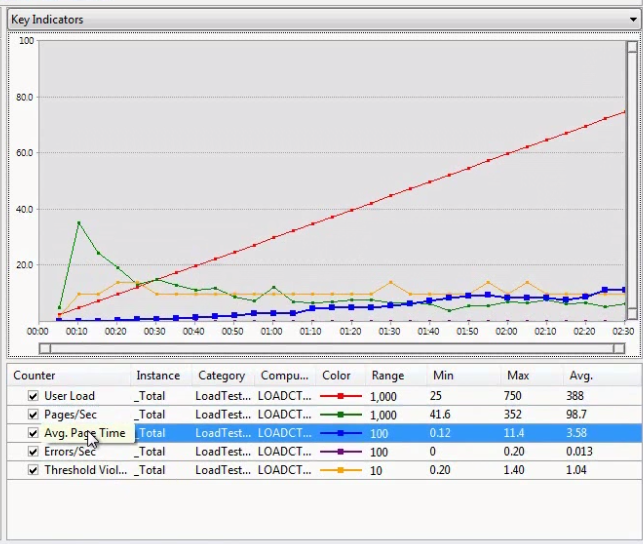 Key Indicators
100
80.0
60.0
40.0
20.0
00:00 00:10 00:20 00:30 00:40 00:51 01:00 01:10 01:20 01:30 01:40 01:50 02:00 02:10 02:20 02:30
Counter Instance Category Compu... Color Range Min Max Avg.
User Load _Total LoadTest... LOADCT... 1,000 25 750 388
Pages/Sec _Total LoadTest... LOADCT... 1,000 41.6 352 98.7
Avg. Page Time _Total LoadTest... LOADCT... 100 0.12 11.4 3.58
Errors/Sec _Total LoadTest... LOADCT... 100 0 0.20 0.013
Threshold Viol... _Total LoadTest... LOADCT... 10 0.20 1.40 1.04